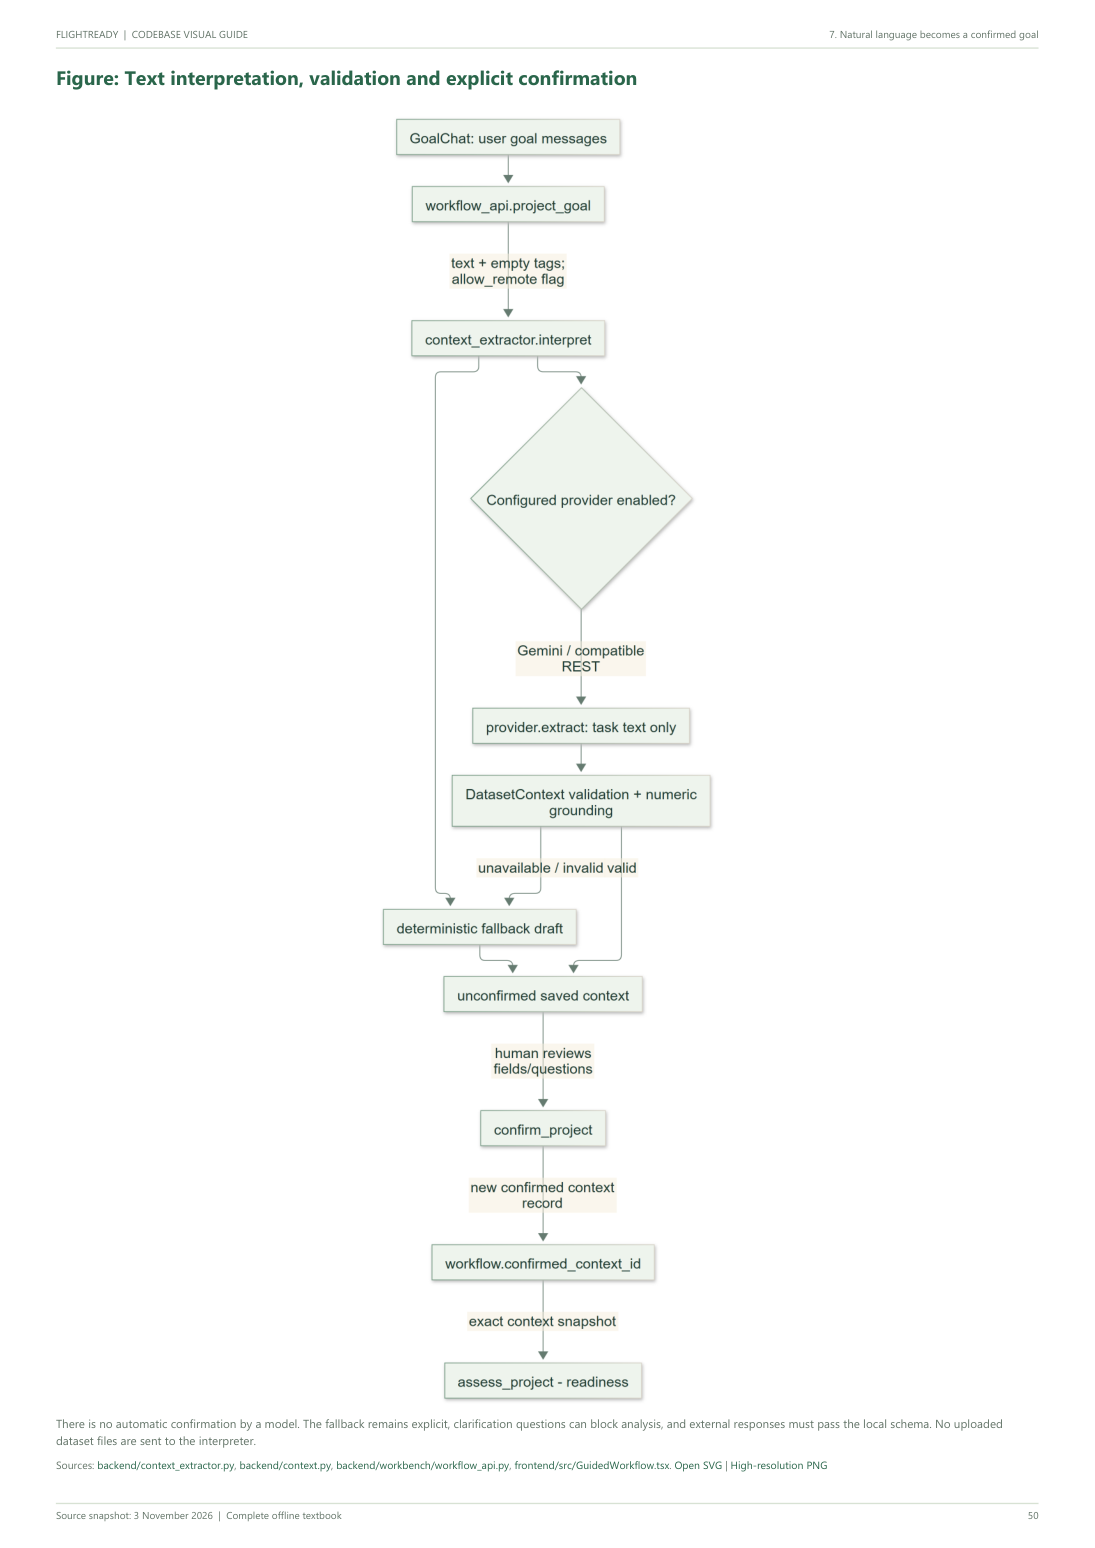 FLIGHTREADY | CODEBASE VISUAL GUIDE
7. Natural language becomes a confirmed goal
Figure: Text interpretation, validation and explicit confirmation
GoalChat: user goal messages
workflow_api.project_goal
text + empty tags;
allow_remote flag
context_extractor.interpret
Configured provider enabled?
Gemini / compatible
REST
provider.extract: task text only
DatasetContext validation + numeric
grounding
unavailable / invalid valid
deterministic fallback draft
unconfirmed saved context
human reviews
fields/questions
confirm_project
new confirmed context
record
workflow.confirmed_context_id
exact context snapshot
assess_project - readiness
There is no automatic confirmation by a model. The fallback remains explicit, clarification questions can block analysis, and external responses must pass the local schema. No uploaded
dataset files are sent to the interpreter.
Sources: backend/context_extractor.py, backend/context.py, backend/workbench/workflow_api.py, frontend/src/GuidedWorkflow.tsx. Open SVG | High-resolution PNG
Source snapshot: 3 November 2026 | Complete offline textbook
50